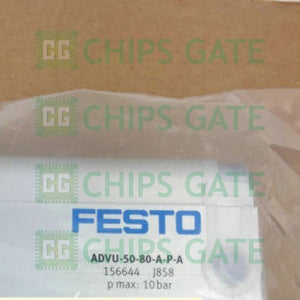 CHIPS GATE
CHIPS GATE
CHIPS GATE
FESTO
ADVU-50-80-A-P-A
156644 J858
p max: 10bar
CHIPS GATE